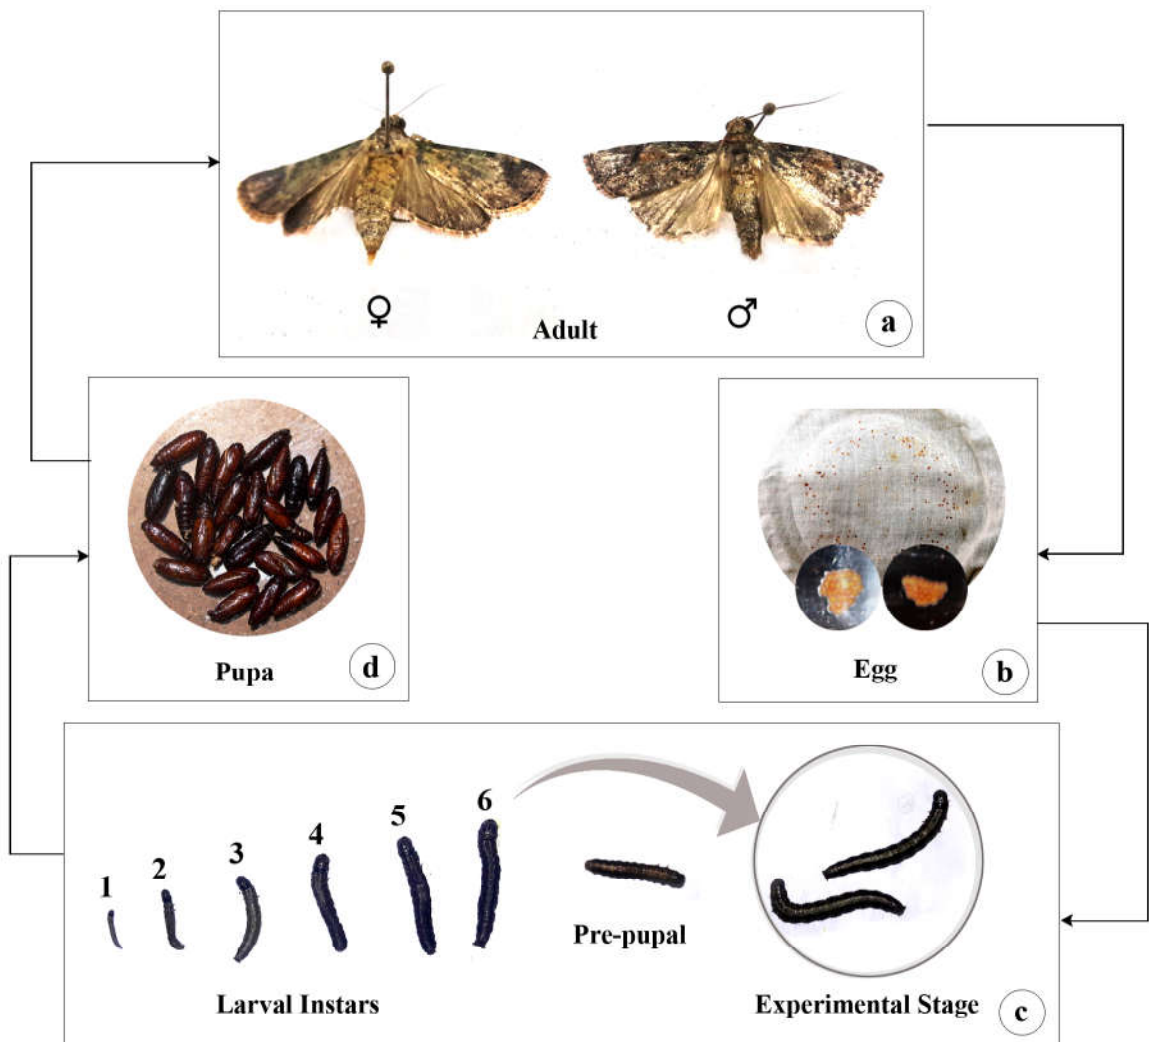 ♀
♂
Adult
a
Pupa
d
Egg
b
1
2
3
4
5
6
Pre-pupal
Larval Instars
Experimental Stage
c